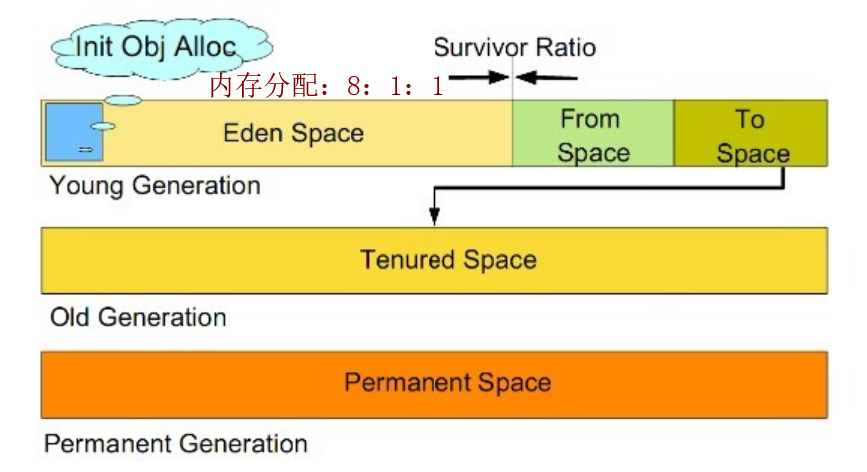 Init Obj Alloc
Survivor Ratio
内存分配：8：1：1
Eden Space
From
Space
To
Space
Young Generation
Tenured Space
Old Generation
Permanent Space
Permanent Generation